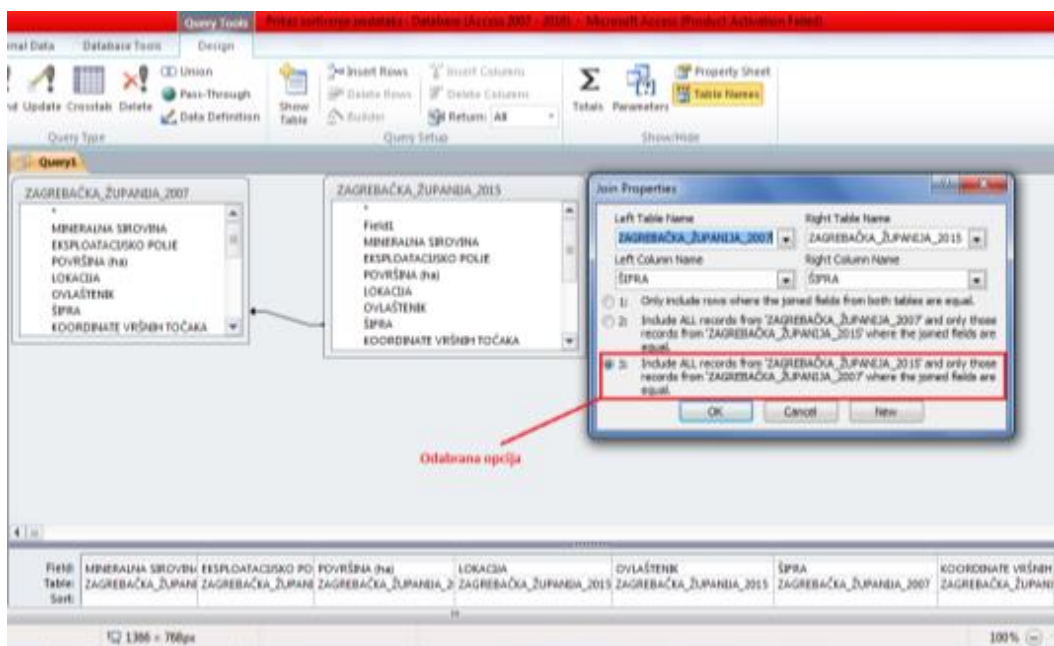 Query Tools
Prikaz sortiranja podataka : Database (Access 2007 - 2010) - Microsoft Access (Product Activation Failed)
nal Data Database Tools Design
Update Crosstab Delete
Union
Pass-Through
Data Definition
Query Type
Show Table
Insert Rows
Delete Rows
Builder
Insert Columns
Delete Columns
Return: All
Query Setup
Totals Parameters
Property Sheet
Table Names
Show/Hide
Query1
ZAGREBAČKA_ŽUPANIJA_2007
*
MINERALNA SIROVINA
EKSPLOATACIJSKO POLJE
POVRŠINA (ha)
LOKACIJA
OVLAŠTENIK
ŠIFRA
KOORDINATE VRŠNIH TOČAKA
ZAGREBAČKA_ŽUPANIJA_2015
*
Field1
MINERALNA SIROVINA
EKSPLOATACIJSKO POLJE
POVRŠINA (ha)
LOKACIJA
OVLAŠTENIK
ŠIFRA
KOORDINATE VRŠNIH TOČAKA
Join Properties
Left Table Name Right Table Name
ZAGREBAČKA_ŽUPANIJA_2007 ZAGREBAČKA_ŽUPANIJA_2015
Left Column Name Right Column Name
ŠIFRA ŠIFRA
1: Only include rows where the joined fields from both tables are equal.
2: Include ALL records from 'ZAGREBAČKA_ŽUPANIJA_2007' and only those
records from 'ZAGREBAČKA_ŽUPANIJA_2015' where the joined fields are
equal.
3: Include ALL records from 'ZAGREBAČKA_ŽUPANIJA_2015' and only those
records from 'ZAGREBAČKA_ŽUPANIJA_2007' where the joined fields are
equal.
OK Cancel New
Odabrana opcija
Field: MINERALNA SIROVINA EKSPLOATACIJSKO PO POVRŠINA (ha) LOKACIJA OVLAŠTENIK ŠIFRA KOORDINATE VRŠNIH
Table: ZAGREBAČKA_ŽUPANI ZAGREBAČKA_ŽUPANI ZAGREBAČKA_ŽUPANIJA_2 ZAGREBAČKA_ŽUPANIJA_2015 ZAGREBAČKA_ŽUPANIJA_2015 ZAGREBAČKA_ŽUPANIJA_2007 ZAGREBAČKA_ŽUPANI
Sort:
1366 × 768px 100%